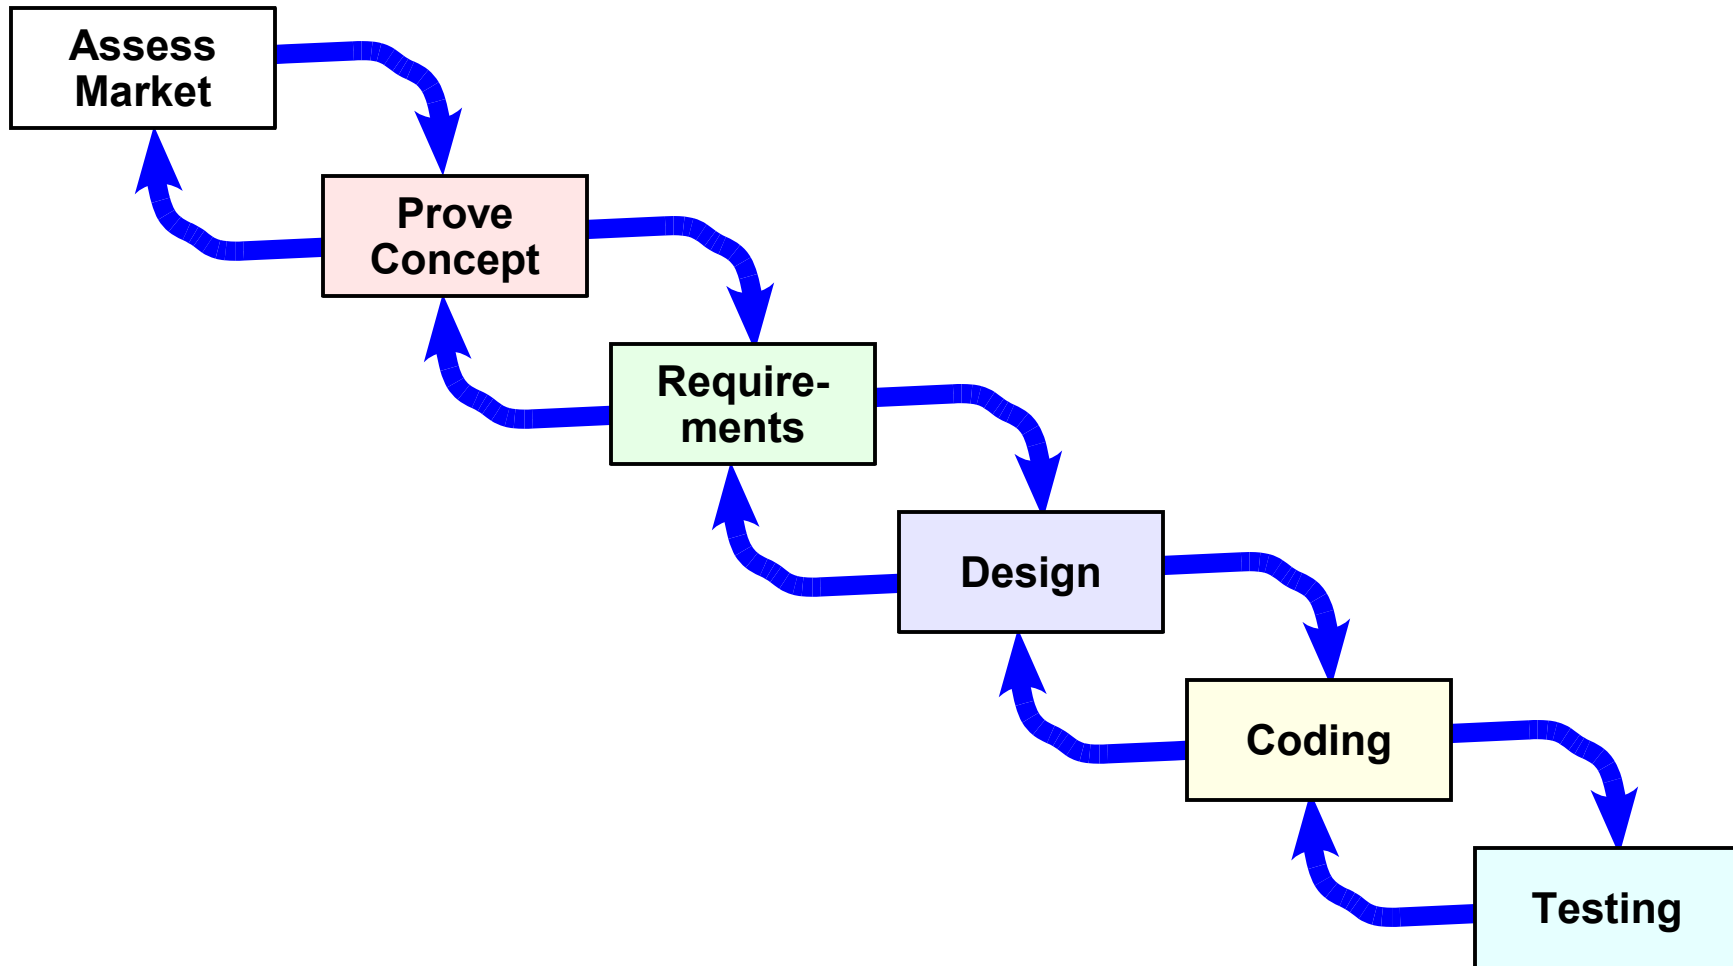 Assess
Market
Prove
Concept
Require-
ments
Design
Coding
Testing